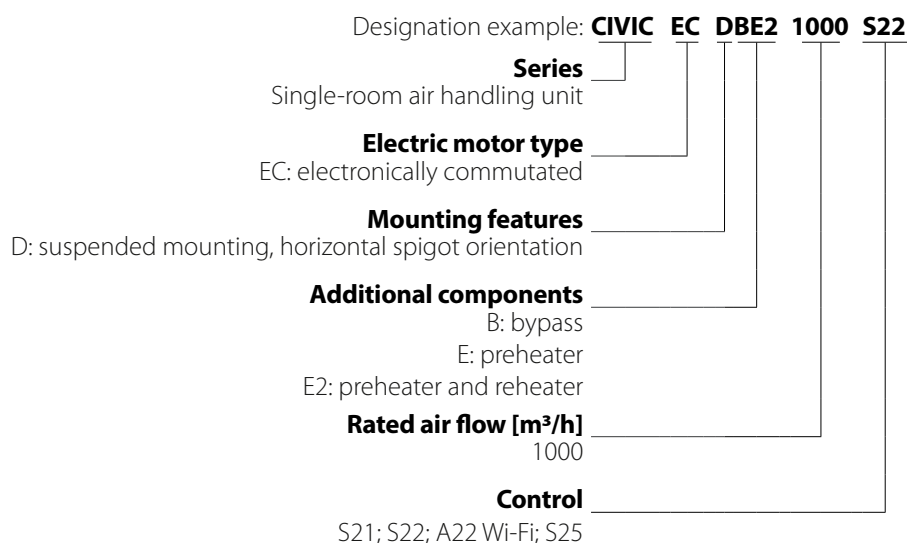 Designation example: CIVIC EC DBE2 1000 S22
Series
Single-room air handling unit
Electric motor type
EC: electronically commutated
Mounting features
D: suspended mounting, horizontal spigot orientation
Additional components
B: bypass
E: preheater
E2: preheater and reheater
Rated air flow [m³/h]
1000
Control
S21; S22; A22 Wi-Fi; S25